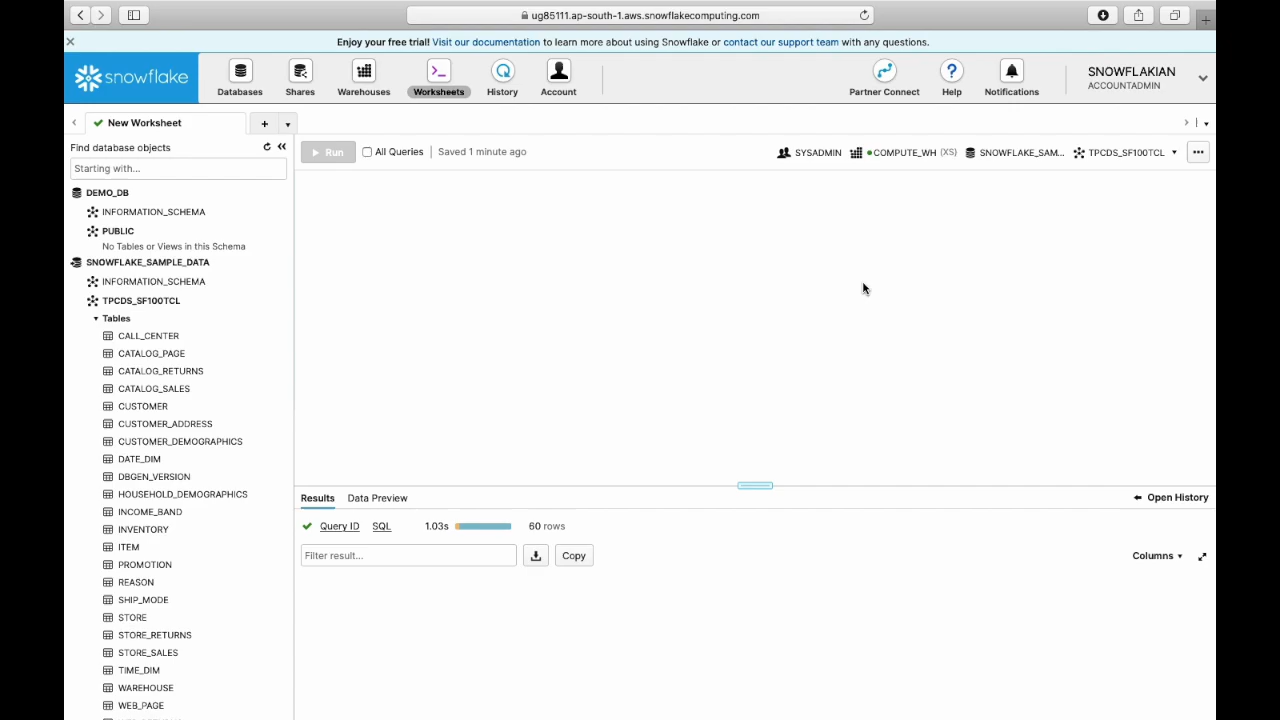 ug85111.ap-south-1.aws.snowflakecomputing.com
Enjoy your free trial! Visit our documentation to learn more about using Snowflake or contact our support team with any questions.
snowflake
Databases
Shares
Warehouses
Worksheets
History
Account
Partner Connect
Help
Notifications
SNOWFLAKIAN
ACCOUNTADMIN
New Worksheet
Find database objects
Starting with...
Run
All Queries
Saved 1 minute ago
SYSADMIN
COMPUTE_WH (XS)
SNOWFLAKE_SAM...
TPCDS_SF100TCL
DEMO_DB
INFORMATION_SCHEMA
PUBLIC
No Tables or Views in this Schema
SNOWFLAKE_SAMPLE_DATA
INFORMATION_SCHEMA
TPCDS_SF100TCL
Tables
CALL_CENTER
CATALOG_PAGE
CATALOG_RETURNS
CATALOG_SALES
CUSTOMER
CUSTOMER_ADDRESS
CUSTOMER_DEMOGRAPHICS
DATE_DIM
DBGEN_VERSION
HOUSEHOLD_DEMOGRAPHICS
INCOME_BAND
INVENTORY
ITEM
PROMOTION
REASON
SHIP_MODE
STORE
STORE_RETURNS
STORE_SALES
TIME_DIM
WAREHOUSE
WEB_PAGE
Results
Data Preview
Open History
Query ID
SQL
1.03s
60 rows
Filter result...
Copy
Columns